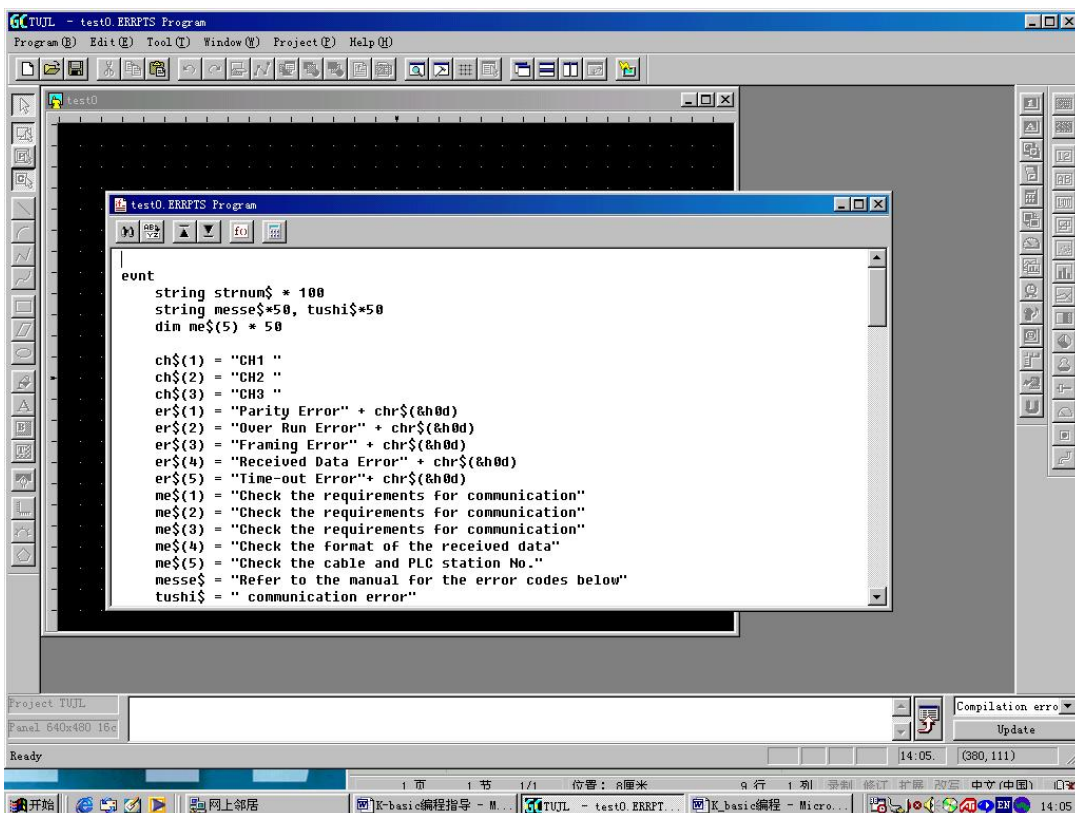 TUJL - test0.ERRPTS Program
Program(B) Edit(E) Tool(T) Window(W) Project(P) Help(H)
test0
test0.ERRPTS Program
evnt
string strnum$ * 100
string messe$*50, tushi$*50
dim me$(5) * 50
ch$(1) = "CH1 "
ch$(2) = "CH2 "
ch$(3) = "CH3 "
er$(1) = "Parity Error" + chr$(&h0d)
er$(2) = "Over Run Error" + chr$(&h0d)
er$(3) = "Framing Error" + chr$(&h0d)
er$(4) = "Received Data Error" + chr$(&h0d)
er$(5) = "Time-out Error"+ chr$(&h0d)
me$(1) = "Check the requirements for communication"
me$(2) = "Check the requirements for communication"
me$(3) = "Check the requirements for communication"
me$(4) = "Check the format of the received data"
me$(5) = "Check the cable and PLC station No."
messe$ = "Refer to the manual for the error codes below"
tushi$ = " communication error"
Project TUJL
Panel 640x480 16c
Compilation erro
Update
Ready
14:05.
(380, 111)
1 页 1 节 1/1 位置: 8厘米 9 行 1 列 录制 修订 扩展 改写 中文(中国)
开始
网上邻居
K-basic编程指导 - M...
TUJL - test0.ERRPT...
K_basic编程 - Micro...
EN
14:05